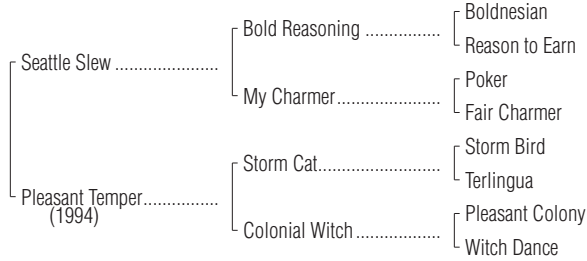 Boldnesian
Bold Reasoning ..................
Reason to Earn
Seattle Slew .........................
Poker
My Charmer.........................
Fair Charmer
Storm Bird
Storm Cat.............................
Terlingua
Pleasant Temper..................
(1994)
Pleasant Colony
Colonial Witch ....................
Witch Dance